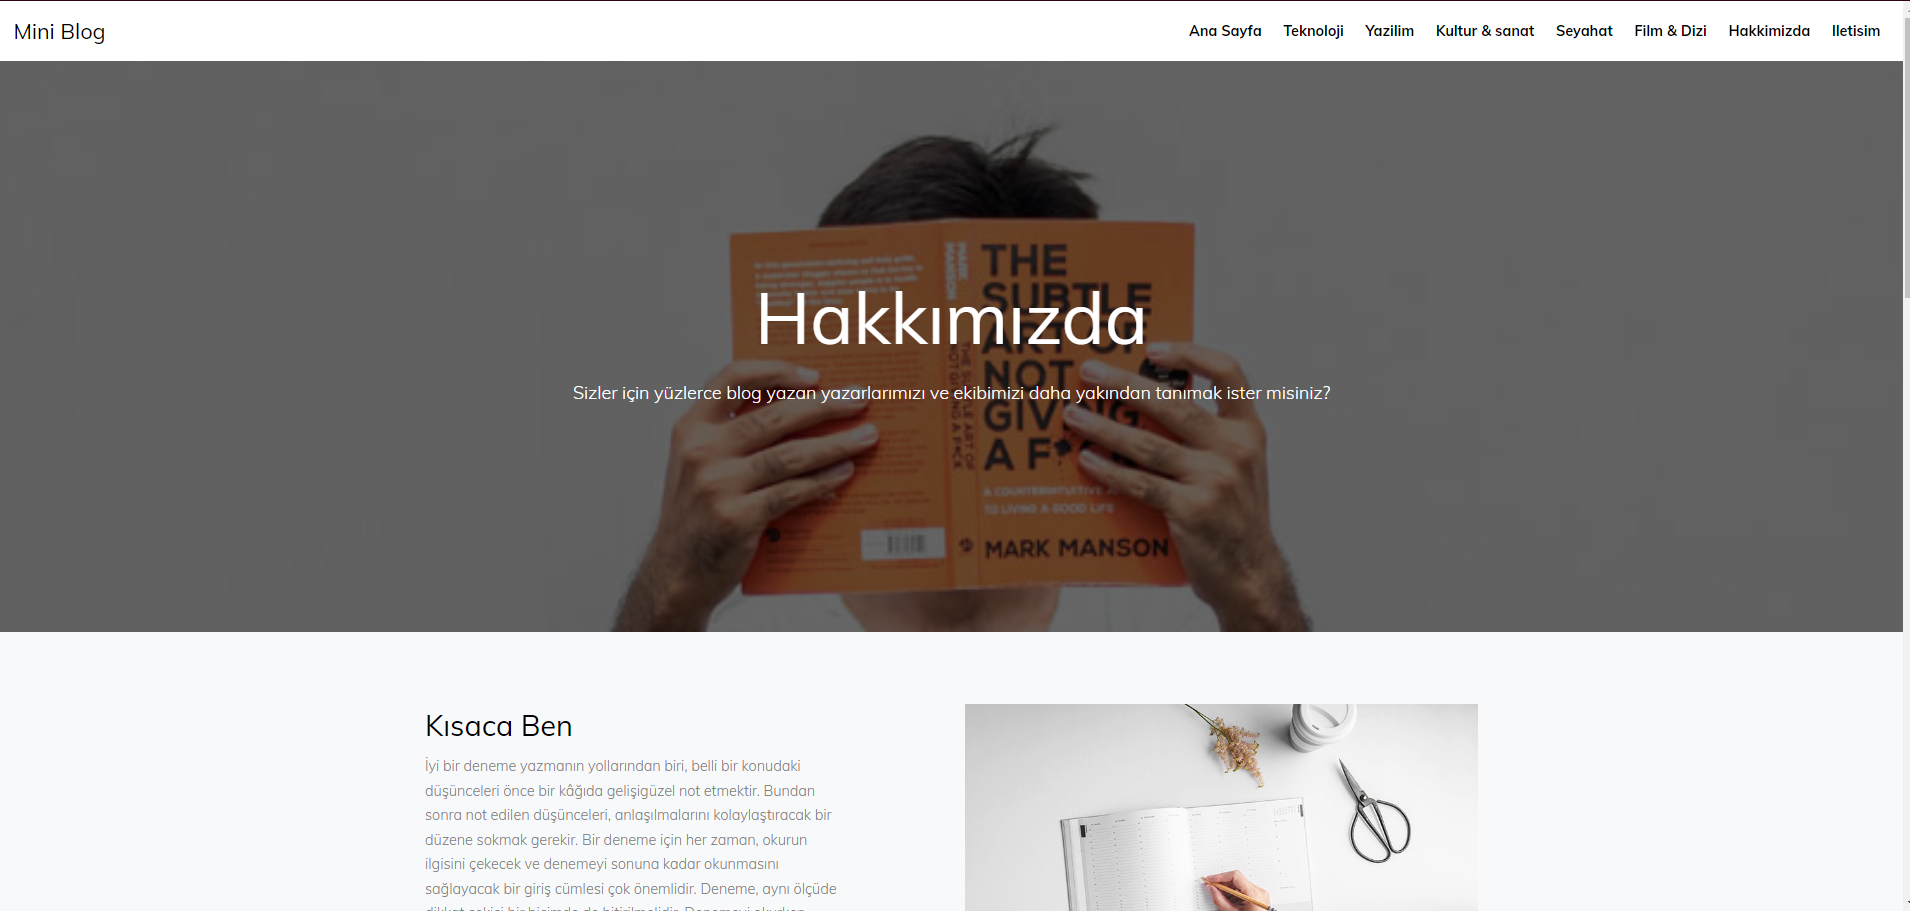 Mini Blog
Ana Sayfa Teknoloji Yazilim Kultur & sanat Seyahat Film & Dizi Hakkimizda Iletisim
THE
SUBTLE
ART OF
NOT
GIVING
A F
MARK MANSON
Hakkımızda
Sizler için yüzlerce blog yazan yazarlarımızı ve ekibimizi daha yakından tanımak ister misiniz?
A COUNTERINTUITIVE
TO LIVING A GOOD LIFE
MARK MANSON
Kısaca Ben
İyi bir deneme yazmanın yollarından biri, belli bir konudaki
düşünceleri önce bir kâğıda gelişigüzel not etmektir. Bundan
sonra not edilen düşünceleri, anlaşılmalarını kolaylaştıracak bir
düzene sokmak gerekir. Bir deneme için her zaman, okurun
ilgisini çekecek ve denemeyi sonuna kadar okunmasını
sağlayacak bir giriş cümlesi çok önemlidir. Deneme, aynı ölçüde